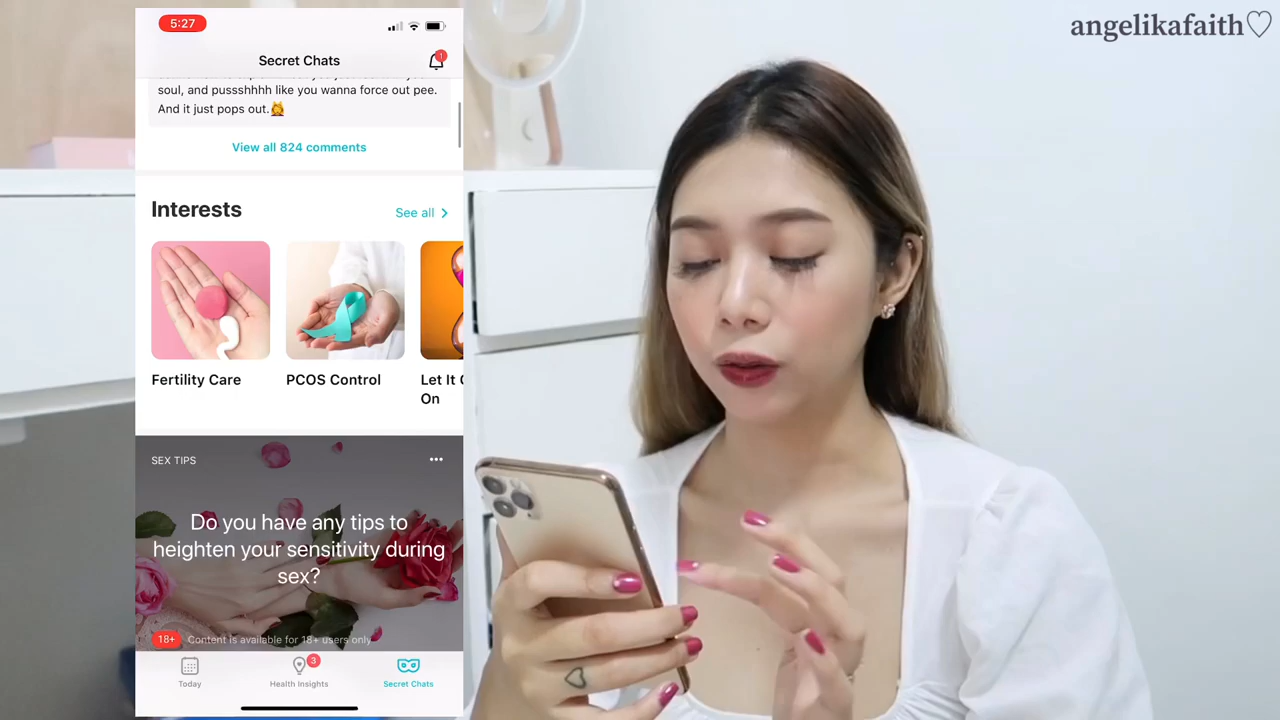 angelikafaith♡
5:27
Secret Chats
1
soul, and pussshhhh like you wanna force out pee.
And it just pops out.
View all 824 comments
Interests
See all >
Fertility Care
PCOS Control
Let It
On
SEX TIPS
Do you have any tips to
heighten your sensitivity during
sex?
18+ Content is available for 18+ users only
Today
3
Health Insights
Secret Chats